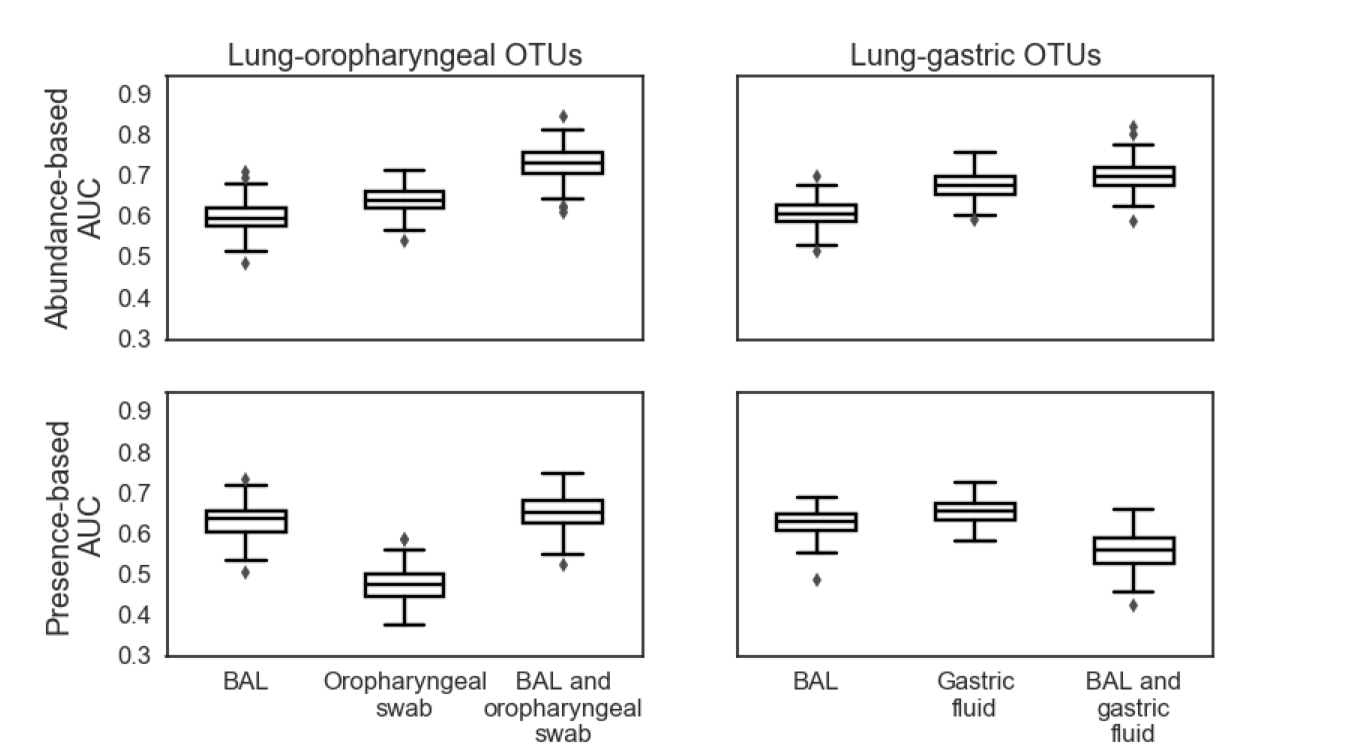 Lung-oropharyngeal OTUs
Lung-gastric OTUs
Abundance-based
AUC
0.9
0.8
0.7
0.6
0.5
0.4
0.3
Presence-based
AUC
0.9
0.8
0.7
0.6
0.5
0.4
0.3
BAL
Oropharyngeal
swab
BAL and
oropharyngeal
swab
BAL
Gastric
fluid
BAL and
gastric
fluid